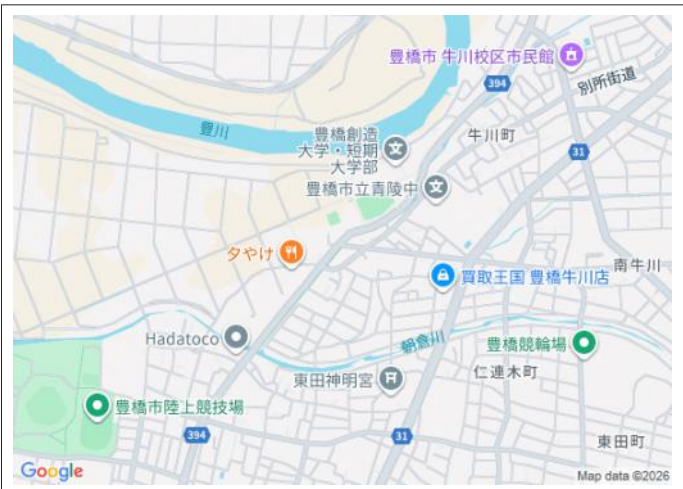 豊橋市 牛川校区市民館
394
別所街道
豊川
豊橋創造
大学・短期
大学部
牛川町
31
豊橋市立青陵中
夕やけ
買取王国 豊橋牛川店
南牛川
Hadatoco
朝倉川
豊橋競輪場
東田神明宮
仁連木町
豊橋市陸上競技場
394
31
東田町
Google
Map data ©2026